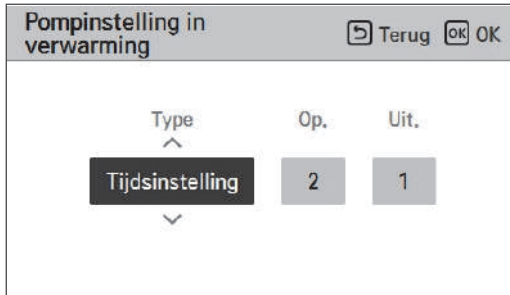 Pompinstelling in
verwarming
Terug OK OK
Type Op. Uit.
Tijdsinstelling 2 1